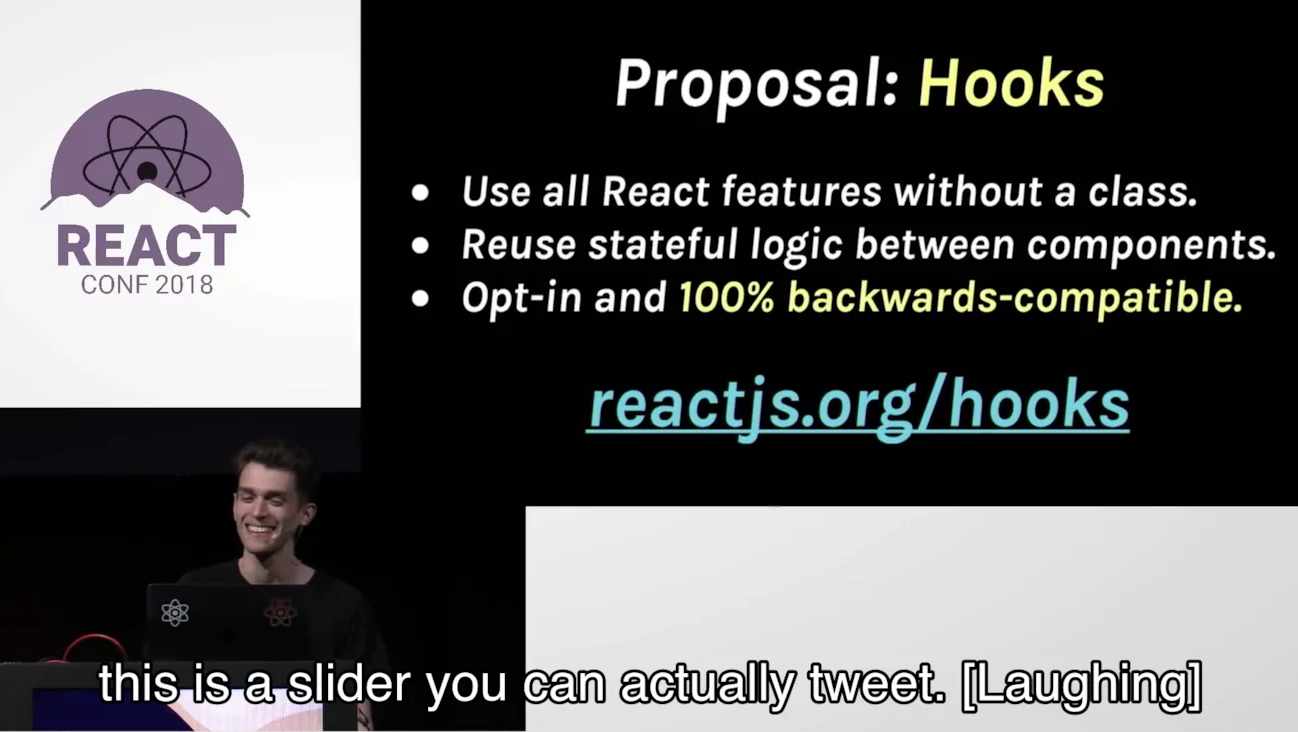 REACT
CONF 2018
Proposal: Hooks
Use all React features without a class.
Reuse stateful logic between components.
Opt-in and 100% backwards-compatible.
reactjs.org/hooks
this is a slider you can actually tweet. [Laughing]